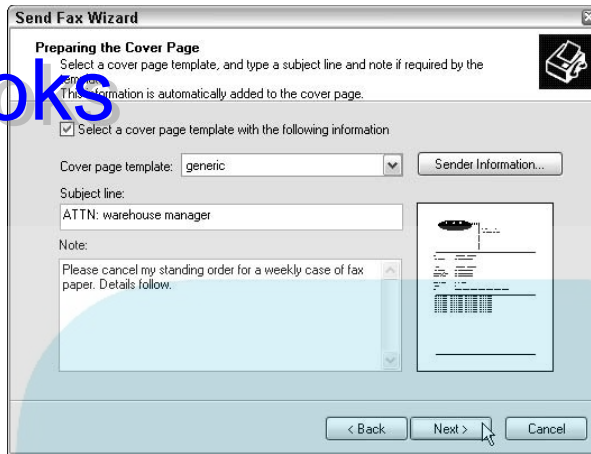 Send Fax Wizard
Preparing the Cover Page
Select a cover page template, and type a subject line and note if required by the
This information is automatically added to the cover page.
oks
Select a cover page template with the following information
Cover page template: generic Sender Information...
Subject line:
ATTN: warehouse manager
Note:
Please cancel my standing order for a weekly case of fax
paper. Details follow.
< Back Next > Cancel